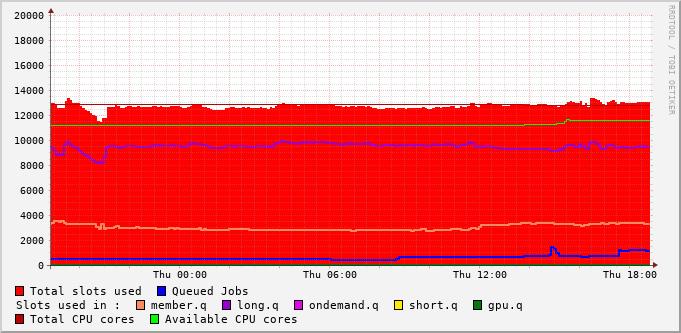 20000
18000
16000
14000
12000
10000
8000
6000
4000
2000
0
Thu 00:00 Thu 06:00 Thu 12:00 Thu 18:00
RRDTOOL / TOBI OETIKER
Total slots used Queued Jobs
Slots used in : member.q long.q ondemand.q short.q gpu.q
Total CPU cores Available CPU cores